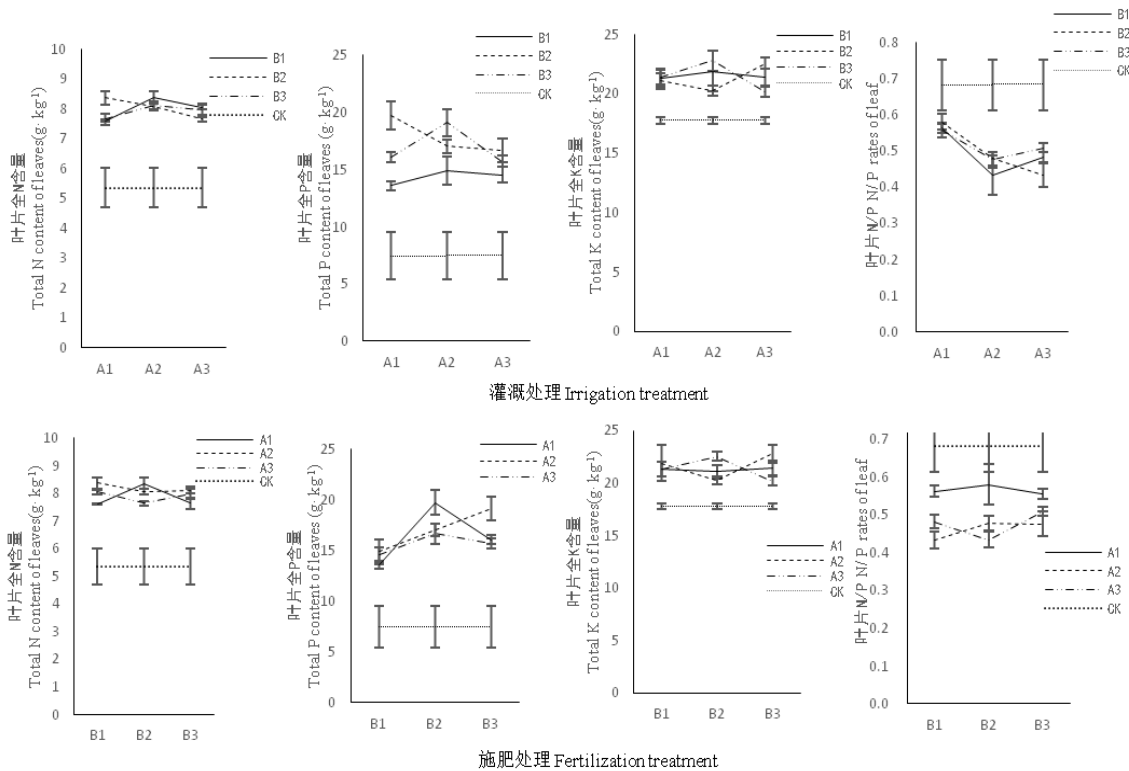 10
9
8
7
6
5
4
3
2
1
0
叶片全N含量
Total N content of leaves(g· kg⁻¹)
B1
B2
B3
CK
A1 A2 A3
25
20
15
10
5
0
叶片全P含量
Total P content of leaves (g· kg⁻¹)
B1
B2
B3
CK
A1 A2 A3
25
20
15
10
5
0
叶片全K含量
Total K content of leaves(g· kg⁻¹)
B1
B2
B3
CK
A1 A2 A3
0.8
0.7
0.6
0.5
0.4
0.3
0.2
0.1
0.0
叶片N/P N/P rates of leaf
B1
B2
B3
CK
A1 A2 A3
灌溉处理 Irrigation treatment
10
9
8
7
6
5
4
3
2
1
0
叶片全N含量
Total N content of leaves(g· kg⁻¹)
A1
A2
A3
CK
B1 B2 B3
25
20
15
10
5
0
叶片全P含量
Total P content of leaves (g· kg⁻¹)
A1
A2
A3
CK
B1 B2 B3
25
20
15
10
5
0
叶片全K含量
Total K content of leaves(g· kg⁻¹)
A1
A2
A3
CK
B1 B2 B3
0.7
0.6
0.5
0.4
0.3
0.2
0.1
0.0
叶片N/P N/P rates of leaf
A1
A2
A3
CK
B1 B2 B3
施肥处理 Fertilization treatment